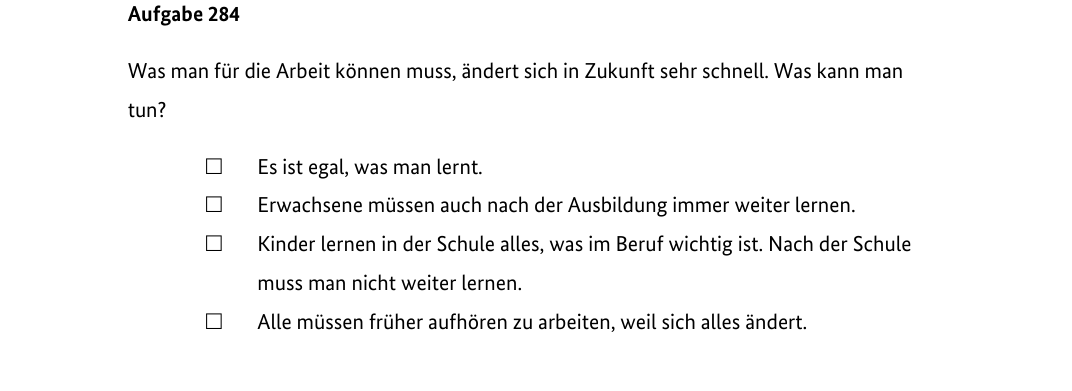 Aufgabe 284
Was man für die Arbeit können muss, ändert sich in Zukunft sehr schnell. Was kann man
tun?
☐ Es ist egal, was man lernt.
☐ Erwachsene müssen auch nach der Ausbildung immer weiter lernen.
☐ Kinder lernen in der Schule alles, was im Beruf wichtig ist. Nach der Schule
muss man nicht weiter lernen.
☐ Alle müssen früher aufhören zu arbeiten, weil sich alles ändert.